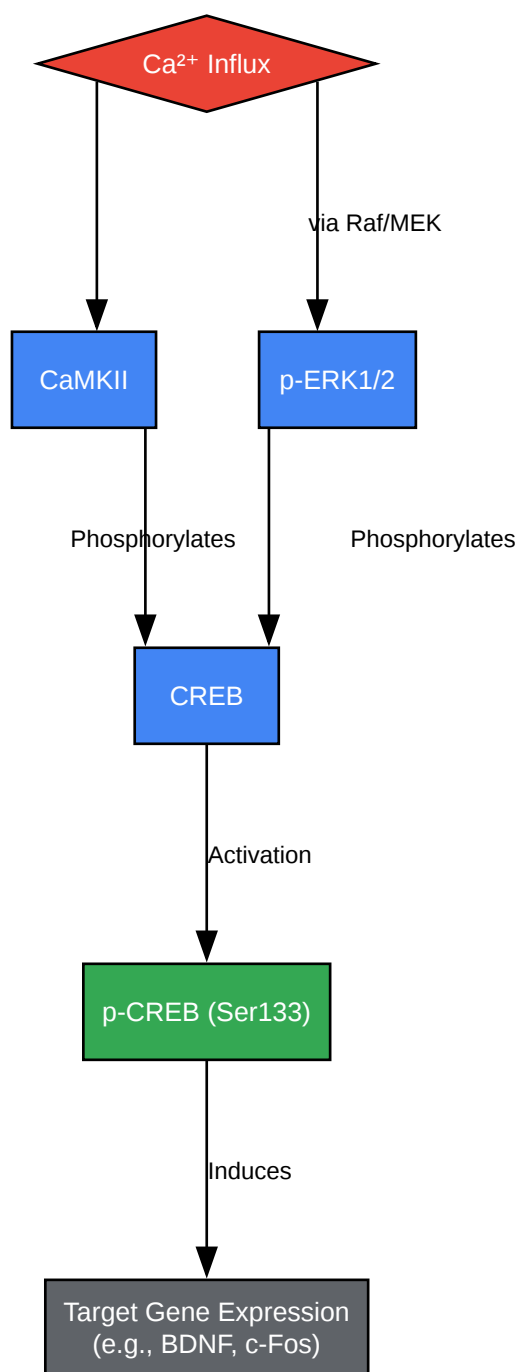 Ca²⁺ Influx
via Raf/MEK
CaMKII
p-ERK1/2
Phosphorylates
Phosphorylates
CREB
Activation
p-CREB (Ser133)
Induces
Target Gene Expression
(e.g., BDNF, c-Fos)